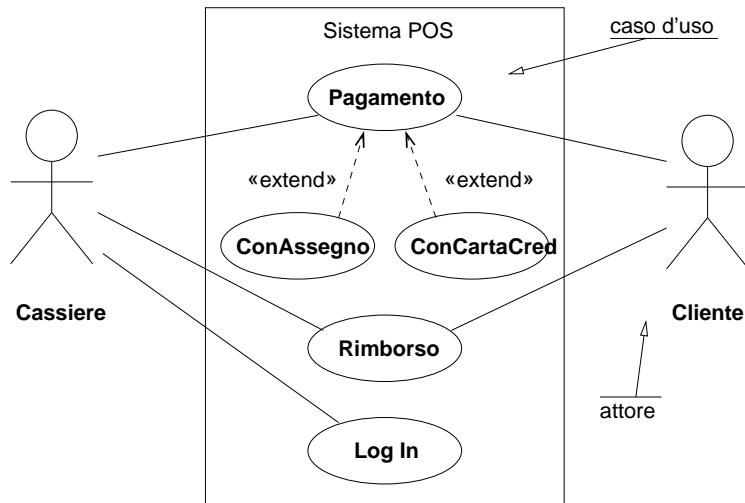 Sistema POS
caso d'uso
Pagamento
«extend» «extend»
ConAssegno ConCartaCred
Cassiere
Cliente
Rimborso
attore
Log In